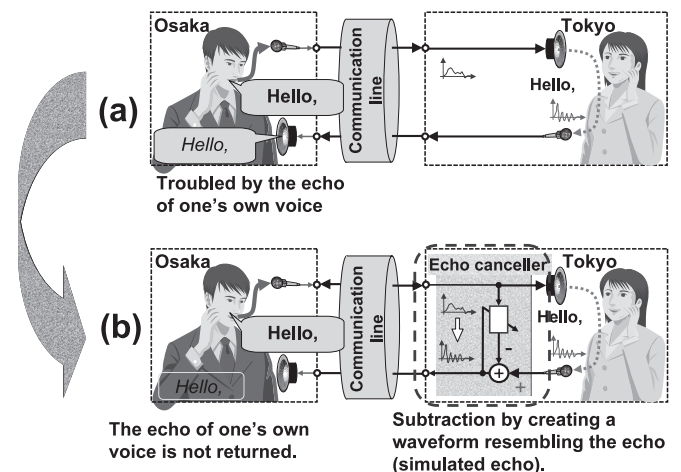 Osaka
Tokyo
(a)
Hello,
Communication
line
Hello,
Hello,
Troubled by the echo
of one's own voice
Osaka
Echo canceller
Tokyo
(b)
Hello,
Communication
line
Hello,
-
+
+
Hello,
The echo of one's own
voice is not returned.
Subtraction by creating a
waveform resembling the echo
(simulated echo).